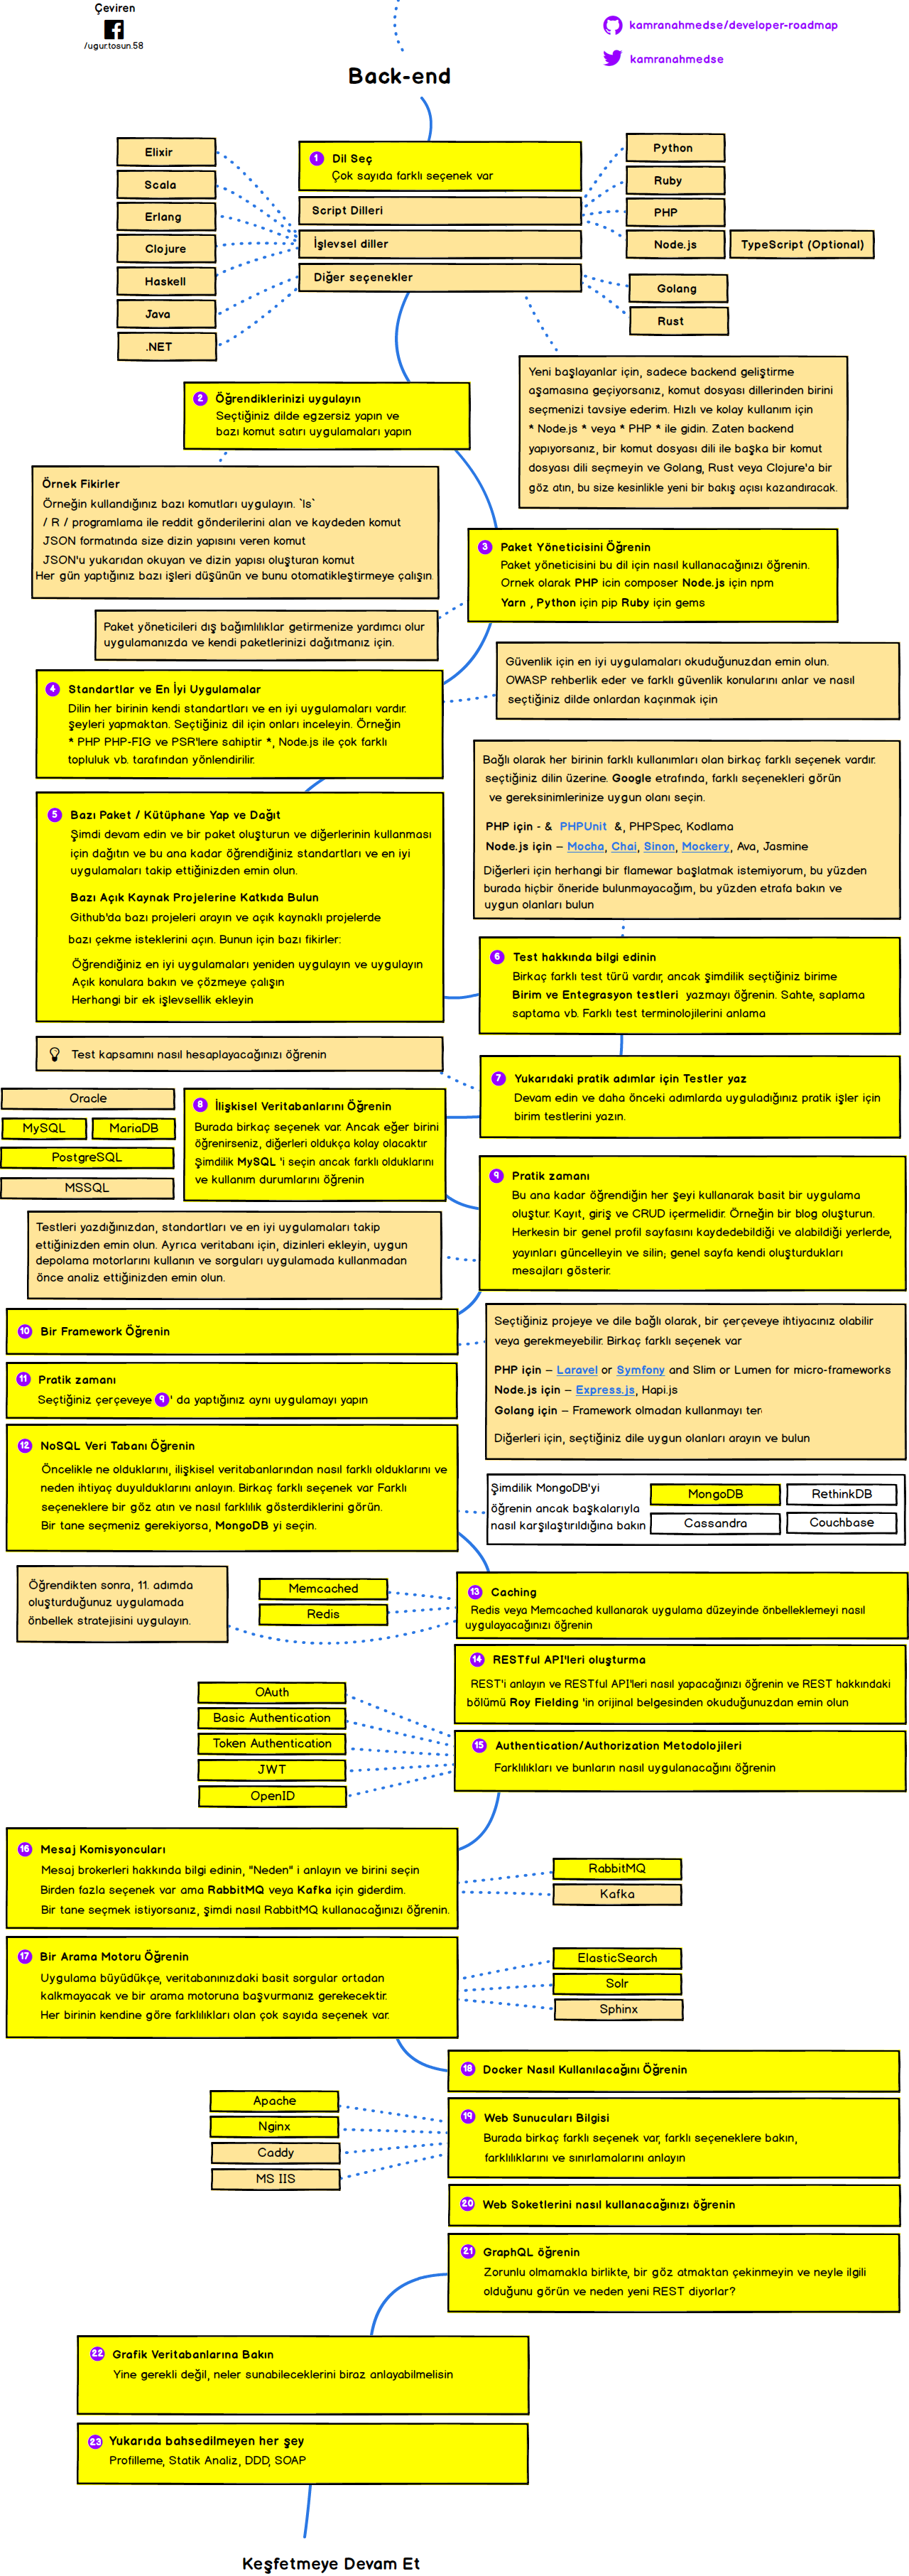 Çeviren
/ugur.tosun.58
kamranahmedse/developer-roadmap
kamranahmedse
Back-end
Elixir
Scala
Erlang
Clojure
Haskell
Java
.NET
1 Dil Seç
Çok sayıda farklı seçenek var
Script Dilleri
İşlevsel diller
Diğer seçenekler
Python
Ruby
PHP
Node.js
TypeScript (Optional)
Golang
Rust
Yeni başlayanlar için, sadece backend geliştirme
aşamasına geçiyorsanız, komut dosyası dillerinden birini
seçmenizi tavsiye ederim. Hızlı ve kolay kullanım için
* Node.js * veya * PHP * ile gidin. Zaten backend
yapıyorsanız, bir komut dosyası dili ile başka bir komut
dosyası dili seçmeyin ve Golang, Rust veya Clojure'a bir
göz atın, bu size kesinlikle yeni bir bakış açısı kazandıracak.
2 Öğrendiklerinizi uygulayın
Seçtiğiniz dilde egzersiz yapın ve
bazı komut satırı uygulamaları yapın
Örnek Fikirler
Örneğin kullandığınız bazı komutları uygulayın. `ls`
/ R / programlama ile reddit gönderilerini alan ve kaydeden komut
JSON formatında size dizin yapısını veren komut
JSON'u yukarıdan okuyan ve dizin yapısı oluşturan komut
Her gün yaptığınız bazı işleri düşünün ve bunu otomatikleştirmeye çalışın.
3 Paket Yöneticisini Öğrenin
Paket yöneticisini bu dil için nasıl kullanacağınızı öğrenin.
Ornek olarak PHP icin composer Node.js için npm
Yarn , Python için pip Ruby için gems
Paket yöneticileri dış bağımlılıklar getirmenize yardımcı olur
uygulamanızda ve kendi paketlerinizi dağıtmanız için.
Güvenlik için en iyi uygulamaları okuduğunuzdan emin olun.
OWASP rehberlik eder ve farklı güvenlik konularını anlar ve nasıl
seçtiğiniz dilde onlardan kaçınmak için
4 Standartlar ve En İyi Uygulamalar
Dilin her birinin kendi standartları ve en iyi uygulamaları vardır.
şeyleri yapmaktan. Seçtiğiniz dil için onları inceleyin. Örneğin
* PHP PHP-FIG ve PSR'lere sahiptir *, Node.js ile çok farklı
topluluk vb. tarafından yönlendirilir.
Bağlı olarak her birinin farklı kullanımları olan birkaç farklı seçenek vardır.
seçtiğiniz dilin üzerine. Google etrafında, farklı seçenekleri görün
ve gereksinimlerinize uygun olanı seçin.
PHP için - & PHPUnit &, PHPSpec, Kodlama
Node.js için – Mocha, Chai, Sinon, Mockery, Ava, Jasmine
Diğerleri için herhangi bir flamewar başlatmak istemiyorum, bu yüzden
burada hiçbir öneride bulunmayacağım, bu yüzden etrafa bakın ve
uygun olanları bulun
5 Bazı Paket / Kütüphane Yap ve Dağıt
Şimdi devam edin ve bir paket oluşturun ve diğerlerinin kullanması
için dağıtın ve bu ana kadar öğrendiğiniz standartları ve en iyi
uygulamaları takip ettiğinizden emin olun.
Bazı Açık Kaynak Projelerine Katkıda Bulun
Github'da bazı projeleri arayın ve açık kaynaklı projelerde
bazı çekme isteklerini açın. Bunun için bazı fikirler:
Öğrendiğiniz en iyi uygulamaları yeniden uygulayın ve uygulayın
Açık konulara bakın ve çözmeye çalışın
Herhangi bir ek işlevsellik ekleyin
6 Test hakkında bilgi edinin
Birkaç farklı test türü vardır, ancak şimdilik seçtiğiniz birime
Birim ve Entegrasyon testleri yazmayı öğrenin. Sahte, saplama
saptama vb. Farklı test terminolojilerini anlama
Test kapsamını nasıl hesaplayacağınızı öğrenin
7 Yukarıdaki pratik adımlar için Testler yaz
Devam edin ve daha önceki adımlarda uyguladığınız pratik işler için
birim testlerini yazın.
Oracle
MySQL
MariaDB
PostgreSQL
MSSQL
8 İlişkisel Veritabanlarını Öğrenin
Burada birkaç seçenek var. Ancak eğer birini
öğrenirseniz, diğerleri oldukça kolay olacaktır
Şimdilik MySQL 'i seçin ancak farklı olduklarını
ve kullanım durumlarını öğrenin
9 Pratik zamanı
Bu ana kadar öğrendiğin her şeyi kullanarak basit bir uygulama
oluştur. Kayıt, giriş ve CRUD içermelidir. Örneğin bir blog oluşturun.
Herkesin bir genel profil sayfasını kaydedebildiği ve alabildiği yerlerde,
yayınları güncelleyin ve silin; genel sayfa kendi oluşturdukları
mesajları gösterir.
Testleri yazdığınızdan, standartları ve en iyi uygulamaları takip
ettiğinizden emin olun. Ayrıca veritabanı için, dizinleri ekleyin, uygun
depolama motorlarını kullanın ve sorguları uygulamada kullanmadan
önce analiz ettiğinizden emin olun.
10 Bir Framework Öğrenin
Seçtiğiniz projeye ve dile bağlı olarak, bir çerçeveye ihtiyacınız olabilir
veya gerekmeyebilir. Birkaç farklı seçenek var
PHP için – Laravel or Symfony and Slim or Lumen for micro-frameworks
Node.js için – Express.js, Hapi.js
Golang için – Framework olmadan kullanmayı ter
Diğerleri için, seçtiğiniz dile uygun olanları arayın ve bulun
11 Pratik zamanı
Seçtiğiniz çerçeveye 9' da yaptığınız aynı uygulamayı yapın
12 NoSQL Veri Tabanı Öğrenin
Öncelikle ne olduklarını, ilişkisel veritabanlarından nasıl farklı olduklarını ve
neden ihtiyaç duyulduklarını anlayın. Birkaç farklı seçenek var Farklı
seçeneklere bir göz atın ve nasıl farklılık gösterdiklerini görün.
Bir tane seçmeniz gerekiyorsa, MongoDB yi seçin.
Şimdilik MongoDB'yi
öğrenin ancak başkalarıyla
nasıl karşılaştırıldığına bakın
MongoDB
RethinkDB
Cassandra
Couchbase
Öğrendikten sonra, 11. adımda
oluşturduğunuz uygulamada
önbellek stratejisini uygulayın.
Memcached
Redis
13 Caching
Redis veya Memcached kullanarak uygulama düzeyinde önbelleklemeyi nasıl
uygulayacağınızı öğrenin
14 RESTful API'leri oluşturma
REST'i anlayın ve RESTful API'leri nasıl yapacağınızı öğrenin ve REST hakkındaki
bölümü Roy Fielding 'in orijinal belgesinden okuduğunuzdan emin olun
OAuth
Basic Authentication
Token Authentication
JWT
OpenID
15 Authentication/Authorization Metodolojileri
Farklılıkları ve bunların nasıl uygulanacağını öğrenin
16 Mesaj Komisyoncuları
Mesaj brokerleri hakkında bilgi edinin, "Neden" i anlayın ve birini seçin
Birden fazla seçenek var ama RabbitMQ veya Kafka için giderdim.
Bir tane seçmek istiyorsanız, şimdi nasıl RabbitMQ kullanacağınızı öğrenin.
RabbitMQ
Kafka
17 Bir Arama Motoru Öğrenin
Uygulama büyüdükçe, veritabanınızdaki basit sorgular ortadan
kalkmayacak ve bir arama motoruna başvurmanız gerekecektir.
Her birinin kendine göre farklılıkları olan çok sayıda seçenek var.
ElasticSearch
Solr
Sphinx
18 Docker Nasıl Kullanılacağını Öğrenin
Apache
Nginx
Caddy
MS IIS
19 Web Sunucuları Bilgisi
Burada birkaç farklı seçenek var, farklı seçeneklere bakın,
farklılıklarını ve sınırlamalarını anlayın
20 Web Soketlerini nasıl kullanacağınızı öğrenin
21 GraphQL öğrenin
Zorunlu olmamakla birlikte, bir göz atmaktan çekinmeyin ve neyle ilgili
olduğunu görün ve neden yeni REST diyorlar?
22 Grafik Veritabanlarına Bakın
Yine gerekli değil, neler sunabileceklerini biraz anlayabilmelisin
23 Yukarıda bahsedilmeyen her şey
Profilleme, Statik Analiz, DDD, SOAP
Keşfetmeye Devam Et